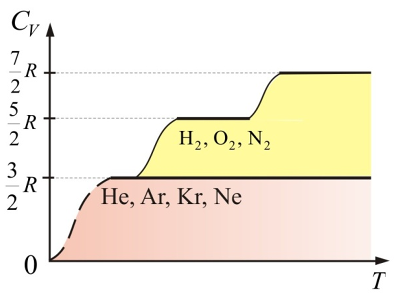 C_V
7/2 R
5/2 R
H₂, O₂, N₂
3/2 R
He, Ar, Kr, Ne
0
T